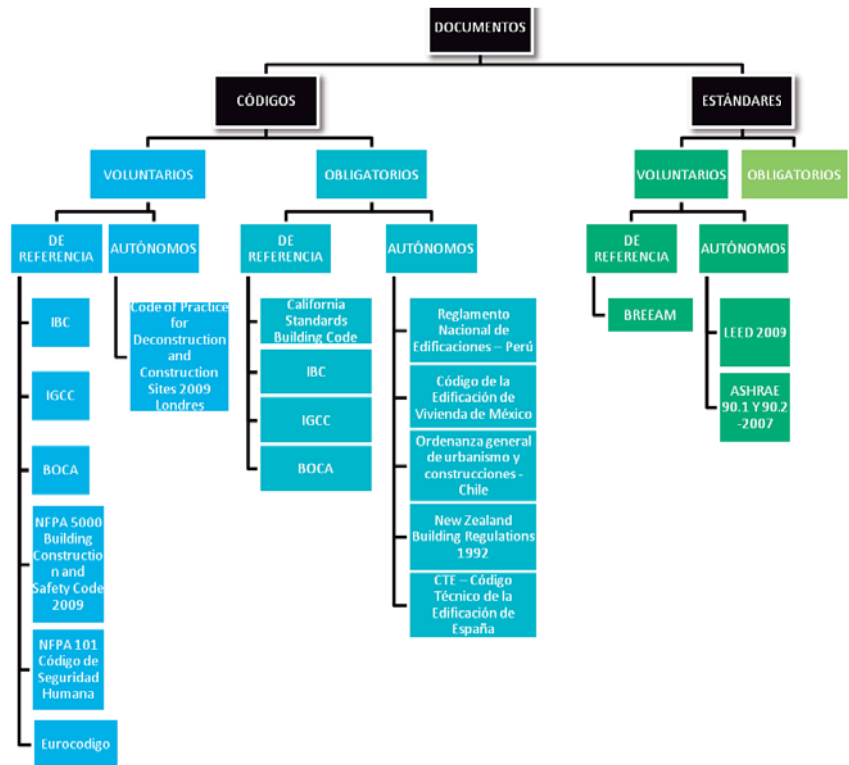 DOCUMENTOS
CÓDIGOS
ESTÁNDARES
VOLUNTARIOS
OBLIGATORIOS
VOLUNTARIOS
OBLIGATORIOS
DE
REFERENCIA
AUTÓNOMOS
DE
REFERENCIA
AUTÓNOMOS
DE
REFERENCIA
AUTÓNOMOS
IBC
IGCC
BOCA
NFPA 5000
Building
Constructio
n and
Safety Code
2009
NFPA 101
Código de
Seguridad
Humana
Eurocodigo
Code of Practice
for
Deconstruction
and
Construction
Sites 2009
Londres
California
Standards
Building Code
IBC
IGCC
BOCA
Reglamento
Nacional de
Edificaciones – Perú
Código de la
Edificación de
Vivienda de México
Ordenanza general
de urbanismo y
construcciones -
Chile
New Zealand
Building Regulations
1992
CTE – Código
Técnico de la
Edificación de
España
BREEAM
LEED 2009
ASHRAE
90.1 Y 90.2
-2007